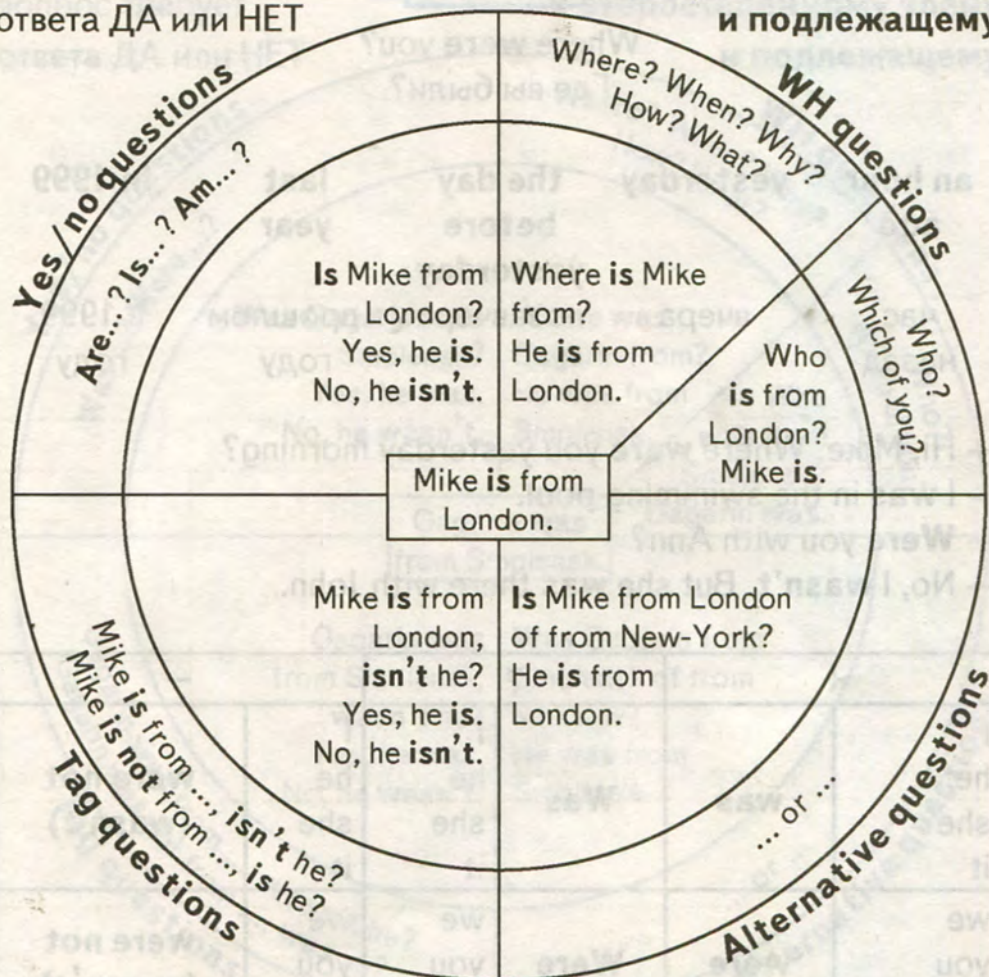 ответа ДА или НЕТ
и подлежащему
Yes/no questions
Are...? Is...? Am...?
WH questions
Where? When? Why?
How? What?
Who?
Which of you?
Is Mike from
London?
Yes, he is.
No, he isn't.
Where is Mike
from?
He is from
London.
Who
is from
London?
Mike is.
Mike is from
London.
Mike is from
London,
isn't he?
Yes, he is.
No, he isn't.
Is Mike from London
of from New-York?
He is from
London.
Mike is from..., isn't he?
Mike is not from..., is he?
Tag questions
... or ...
Alternative questions